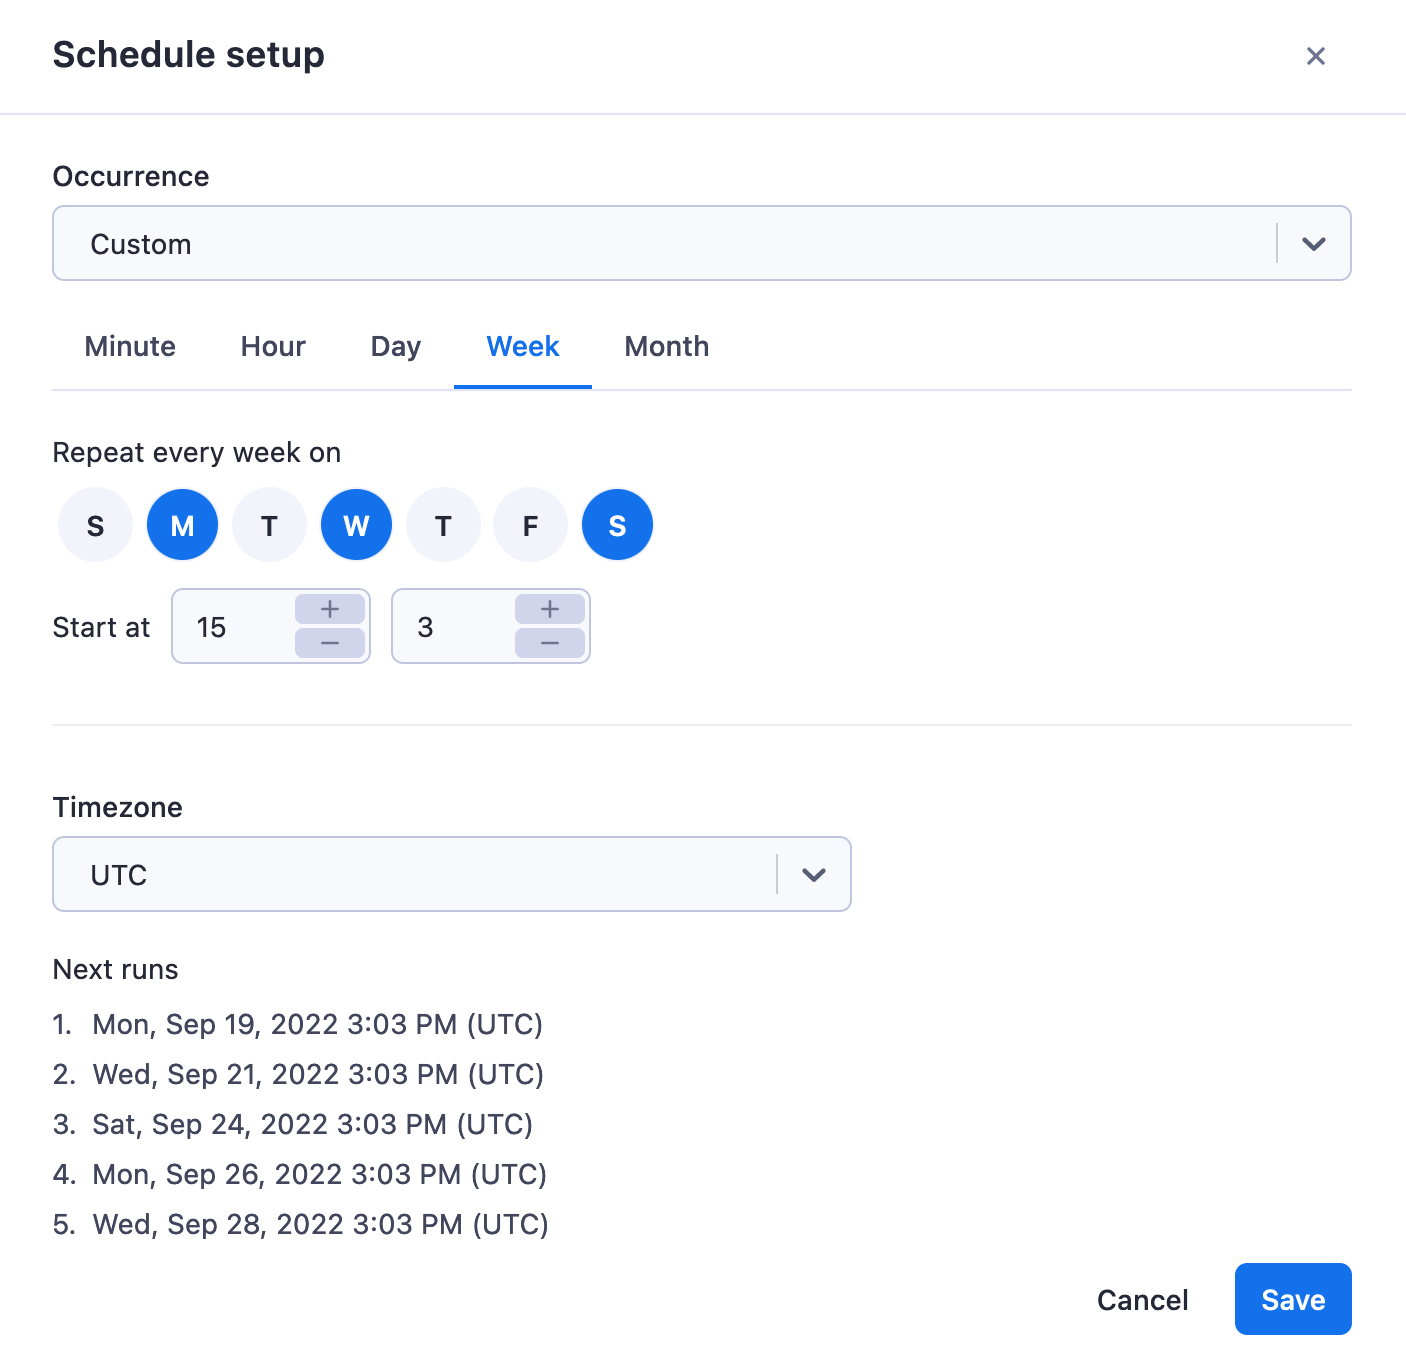 Schedule setup
Occurrence
Custom
Minute Hour Day Week Month
Repeat every week on
S M T W T F S
Start at 15 + − 3 + −
Timezone
UTC
Next runs
1. Mon, Sep 19, 2022 3:03 PM (UTC)
2. Wed, Sep 21, 2022 3:03 PM (UTC)
3. Sat, Sep 24, 2022 3:03 PM (UTC)
4. Mon, Sep 26, 2022 3:03 PM (UTC)
5. Wed, Sep 28, 2022 3:03 PM (UTC)
Cancel Save